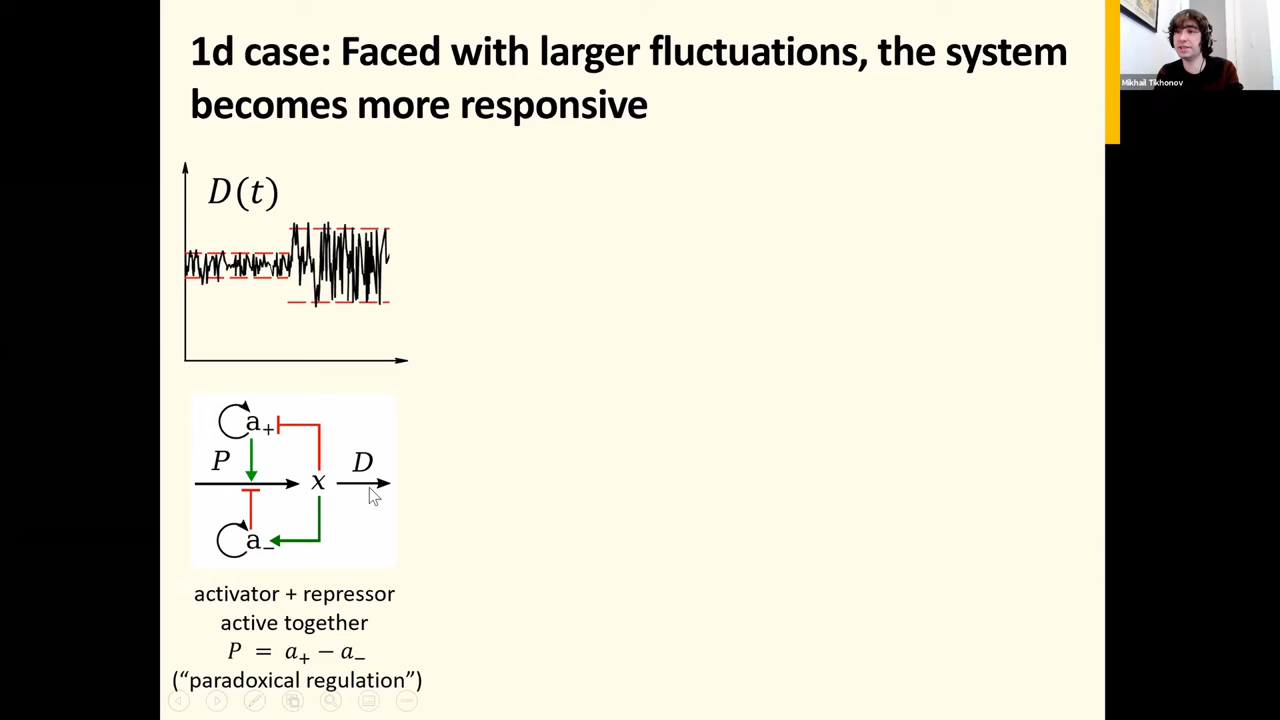 1d case: Faced with larger fluctuations, the system
becomes more responsive
Mikhail Tikhonov
D(t)
a₊
P
D
x
a₋
activator + repressor
active together
P = a₊ − a₋
(“paradoxical regulation”)